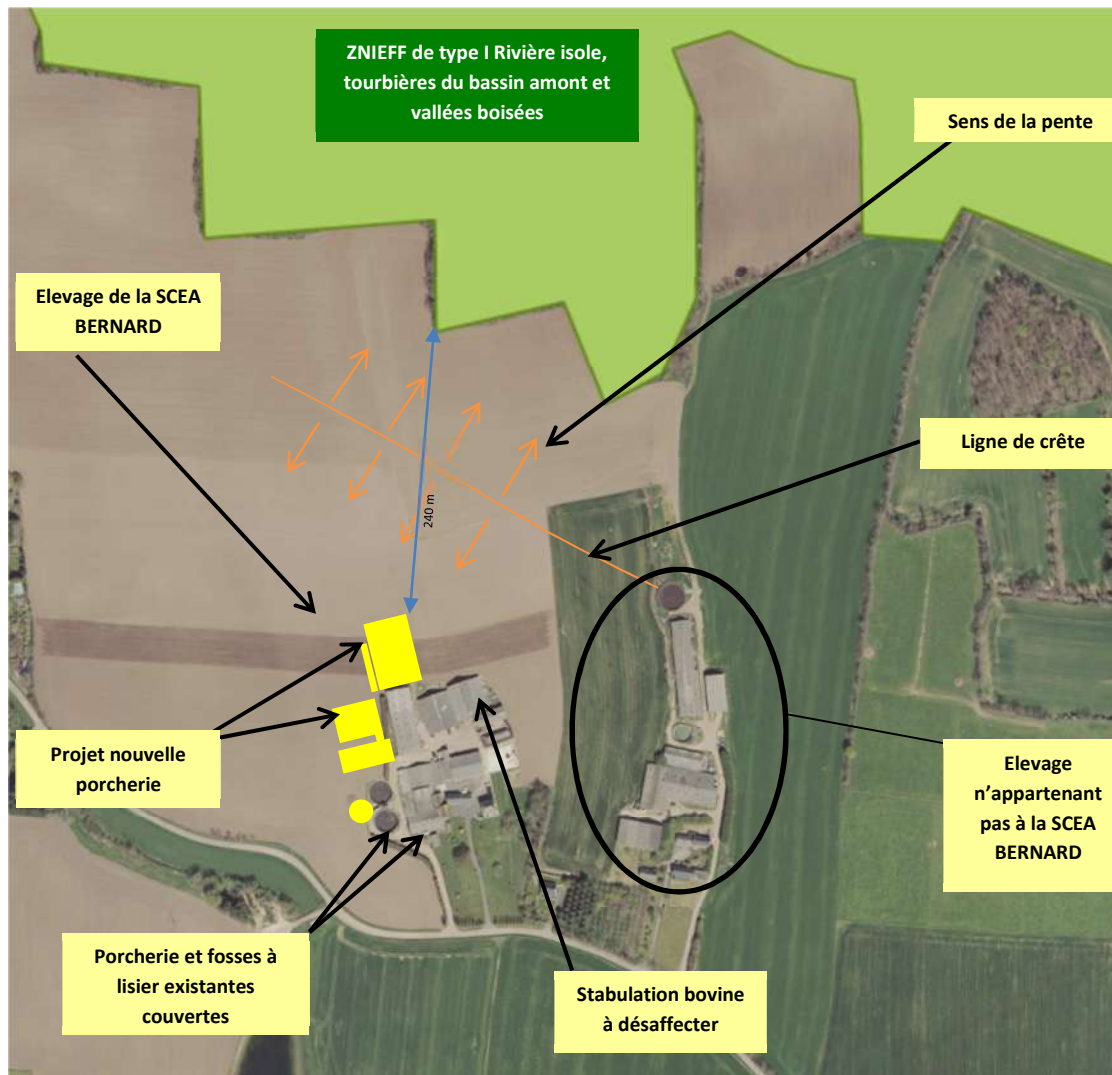 ZNIEFF de type I Rivière isole,
tourbières du bassin amont et
vallées boisées
Sens de la pente
Elevage de la SCEA
BERNARD
Ligne de crête
240 m
Projet nouvelle
porcherie
Elevage
n’appartenant
pas à la SCEA
BERNARD
Porcherie et fosses à
lisier existantes
couvertes
Stabulation bovine
à désaffecter